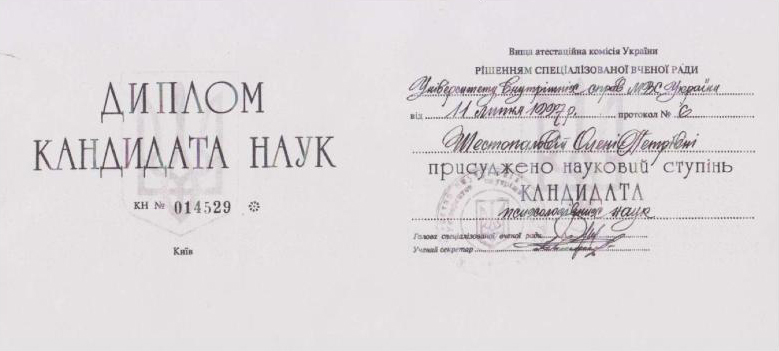 ДИПЛОМ
КАНДИДАТА НАУК
КН № 014529
Київ
Вища атестаційна комісія України
РІШЕННЯМ СПЕЦІАЛІЗОВАНОЇ ВЧЕНОЇ РАДИ
Університету внутрішніх справ МВС України
від 11 липня 1997 р. протокол № 6
Шестопаловій Олені Петрівні
присуджено науковий ступінь
КАНДИДАТА
психологічних наук
Голова спеціалізованої вченої ради
Учений секретар